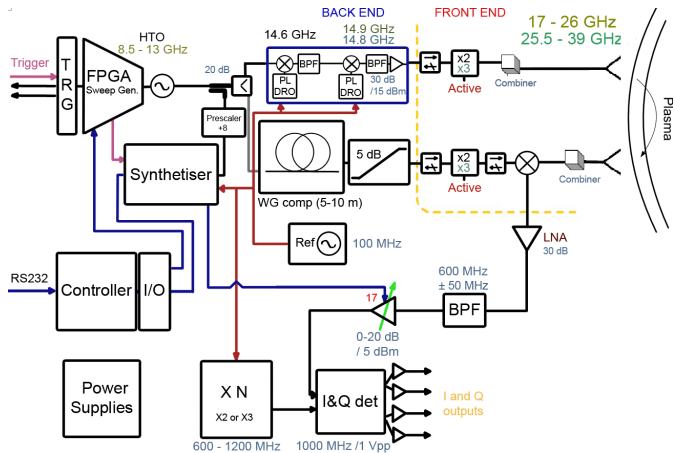 BACK END
FRONT END
HTO
8.5 - 13 GHz
14.6 GHz
14.9 GHz
14.8 GHz
17 - 26 GHz
25.5 - 39 GHz
Trigger
T
R
G
FPGA
Sweep Gen.
20 dB
BPF
BPF
PL
DRO
PL
DRO
30 dB
/15 dBm
x2
x3
Active
Combiner
Plasma
Prescaler
÷8
Synthetiser
5 dB
WG comp (5-10 m)
x2
x3
Active
Combiner
Ref
100 MHz
LNA
30 dB
RS232
Controller
I/O
600 MHz
± 50 MHz
BPF
17
0-20 dB
/ 5 dBm
Power
Supplies
X N
X2 or X3
600 - 1200 MHz
I&Q det
1000 MHz /1 Vpp
I and Q
outputs